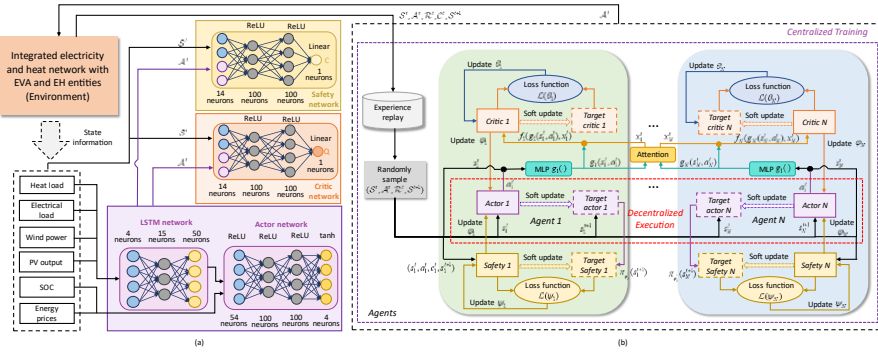 Integrated electricity
and heat network with
EVA and EH entities
(Environment)
State
information
Heat load
Electrical
load
Wind power
PV output
SOC
Energy
prices
ReLU
ReLU
ReLU
Linear
14
neurons
100
neurons
100
neurons
1
neurons
Safety
network
ReLU
ReLU
Linear
Q
14
neurons
100
neurons
100
neurons
1
neurons
Critic
network
LSTM network
4
neurons
15
neurons
50
neurons
Actor network
ReLU
ReLU
ReLU
tanh
54
neurons
100
neurons
100
neurons
4
neurons
(a)
Experience
replay
Randomly
sample
Centralized Training
Update
Loss function
Critic 1
Soft update
Target
critic 1
Update
MLP
Attention
Actor 1
Soft update
Target
actor 1
Agent 1
Decentralized
Execution
Update
Safety 1
Target
Safety 1
Soft update
Loss function
Update
Update
Loss function
Target
critic N
Soft update
Critic N
Update
MLP
Target
actor N
Soft update
Actor N
Agent N
Update
Target
Safety N
Soft update
Safety N
Loss function
Update
Agents
(b)